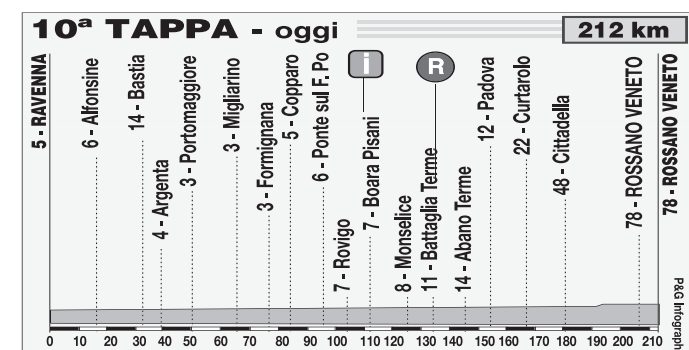 10ª TAPPA - oggi
212 km
5 - RAVENNA
6 - Alfonsine
14 - Bastia
4 - Argenta
3 - Portomaggiore
3 - Migliarino
3 - Formignana
5 - Copparo
6 - Ponte sul F. Po
7 - Rovigo
i
7 - Boara Pisani
8 - Monselice
R
11 - Battaglia Terme
14 - Abano Terme
12 - Padova
22 - Curtarolo
48 - Cittadella
78 - ROSSANO VENETO
78 - ROSSANO VENETO
P&G Infograph
0 10 20 30 40 50 60 70 80 90 100 110 120 130 140 150 160 170 180 190 200 210